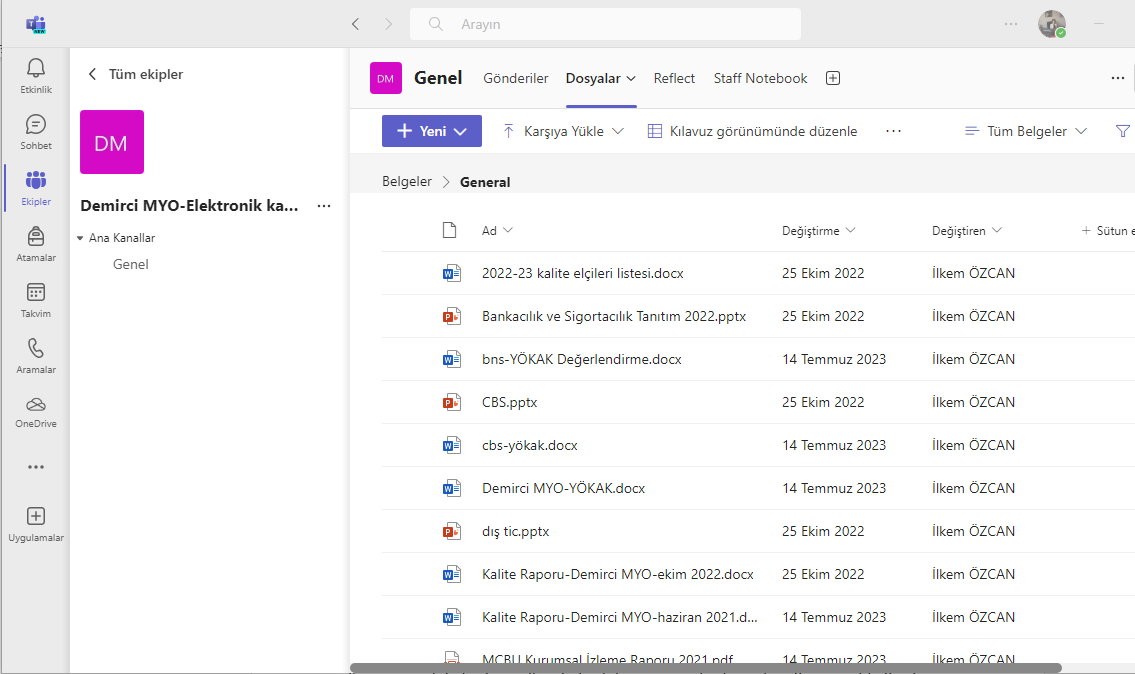 Arayın
Etkinlik
Sohbet
Ekipler
Atamalar
Takvim
Aramalar
OneDrive
Uygulamalar
Tüm ekipler
DM
Demirci MYO-Elektronik ka...
Ana Kanallar
Genel
DM Genel Gönderiler Dosyalar Reflect Staff Notebook
Yeni Karşıya Yükle Kılavuz görünümünde düzenle Tüm Belgeler
Belgeler > General
Ad Değiştirme Değiştiren + Sütun e
2022-23 kalite elçileri listesi.docx 25 Ekim 2022 İlkem ÖZCAN
Bankacılık ve Sigortacılık Tanıtım 2022.pptx 25 Ekim 2022 İlkem ÖZCAN
bns-YÖKAK Değerlendirme.docx 14 Temmuz 2023 İlkem ÖZCAN
CBS.pptx 25 Ekim 2022 İlkem ÖZCAN
cbs-yökak.docx 14 Temmuz 2023 İlkem ÖZCAN
Demirci MYO-YÖKAK.docx 14 Temmuz 2023 İlkem ÖZCAN
dış tic.pptx 25 Ekim 2022 İlkem ÖZCAN
Kalite Raporu-Demirci MYO-ekim 2022.docx 25 Ekim 2022 İlkem ÖZCAN
Kalite Raporu-Demirci MYO-haziran 2021.d... 14 Temmuz 2023 İlkem ÖZCAN
MCBU Kurumsal İzleme Raporu 2021.pdf 14 Temmuz 2023 İlkem ÖZCAN